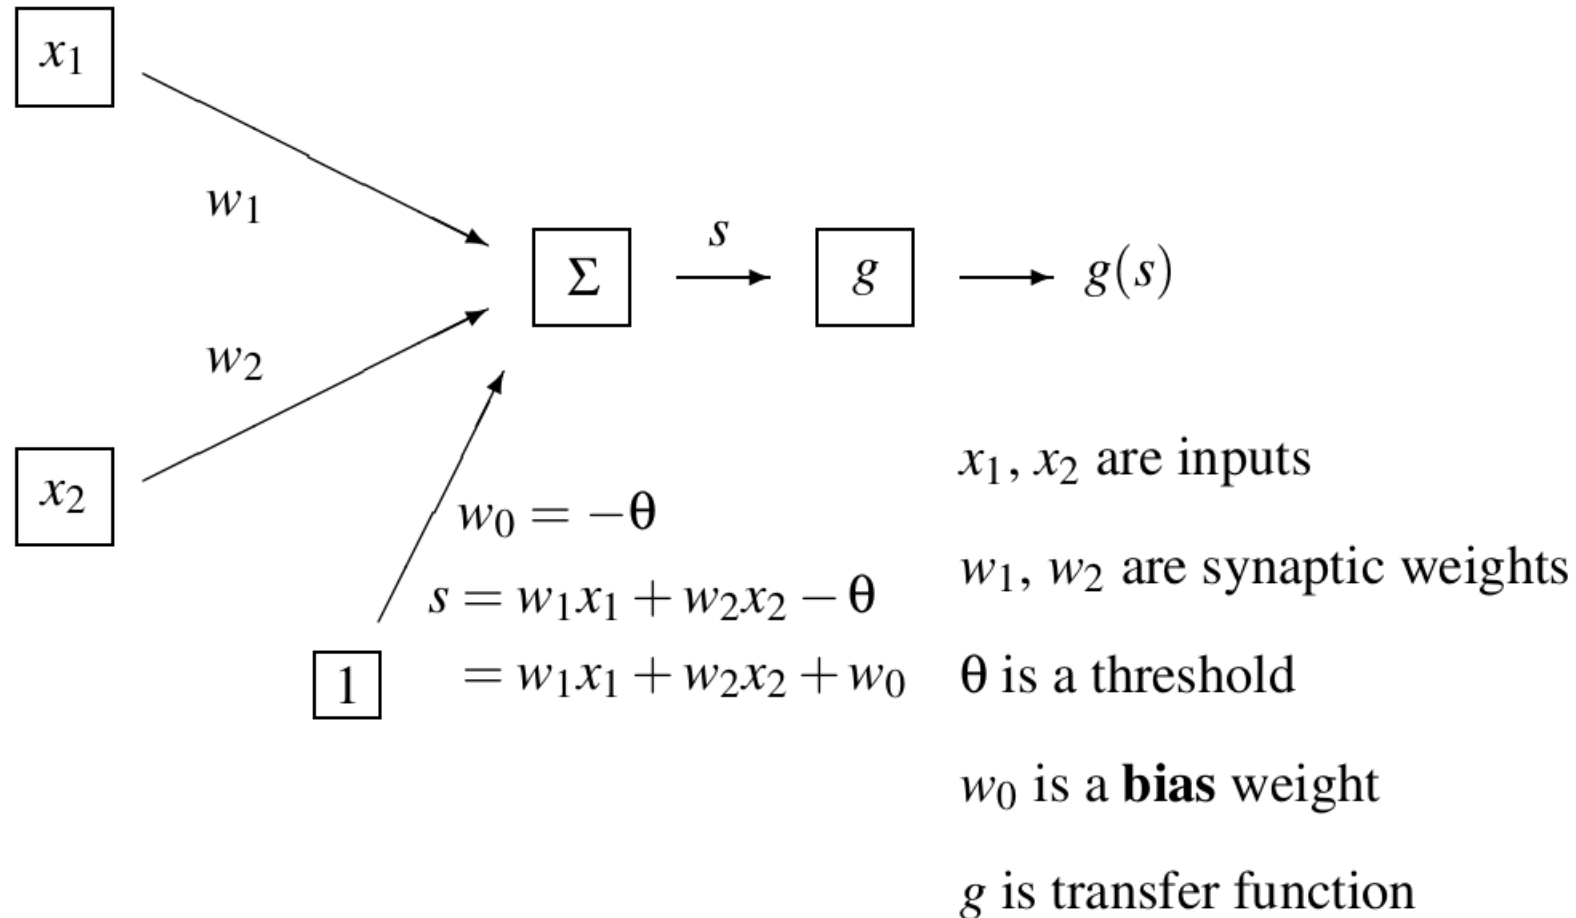 x₁
w₁
s
Σ
g
g(s)
w₂
x₂
x₁, x₂ are inputs
w₀ = −θ
w₁, w₂ are synaptic weights
s = w₁x₁ + w₂x₂ − θ
= w₁x₁ + w₂x₂ + w₀
1
θ is a threshold
w₀ is a bias weight
g is transfer function